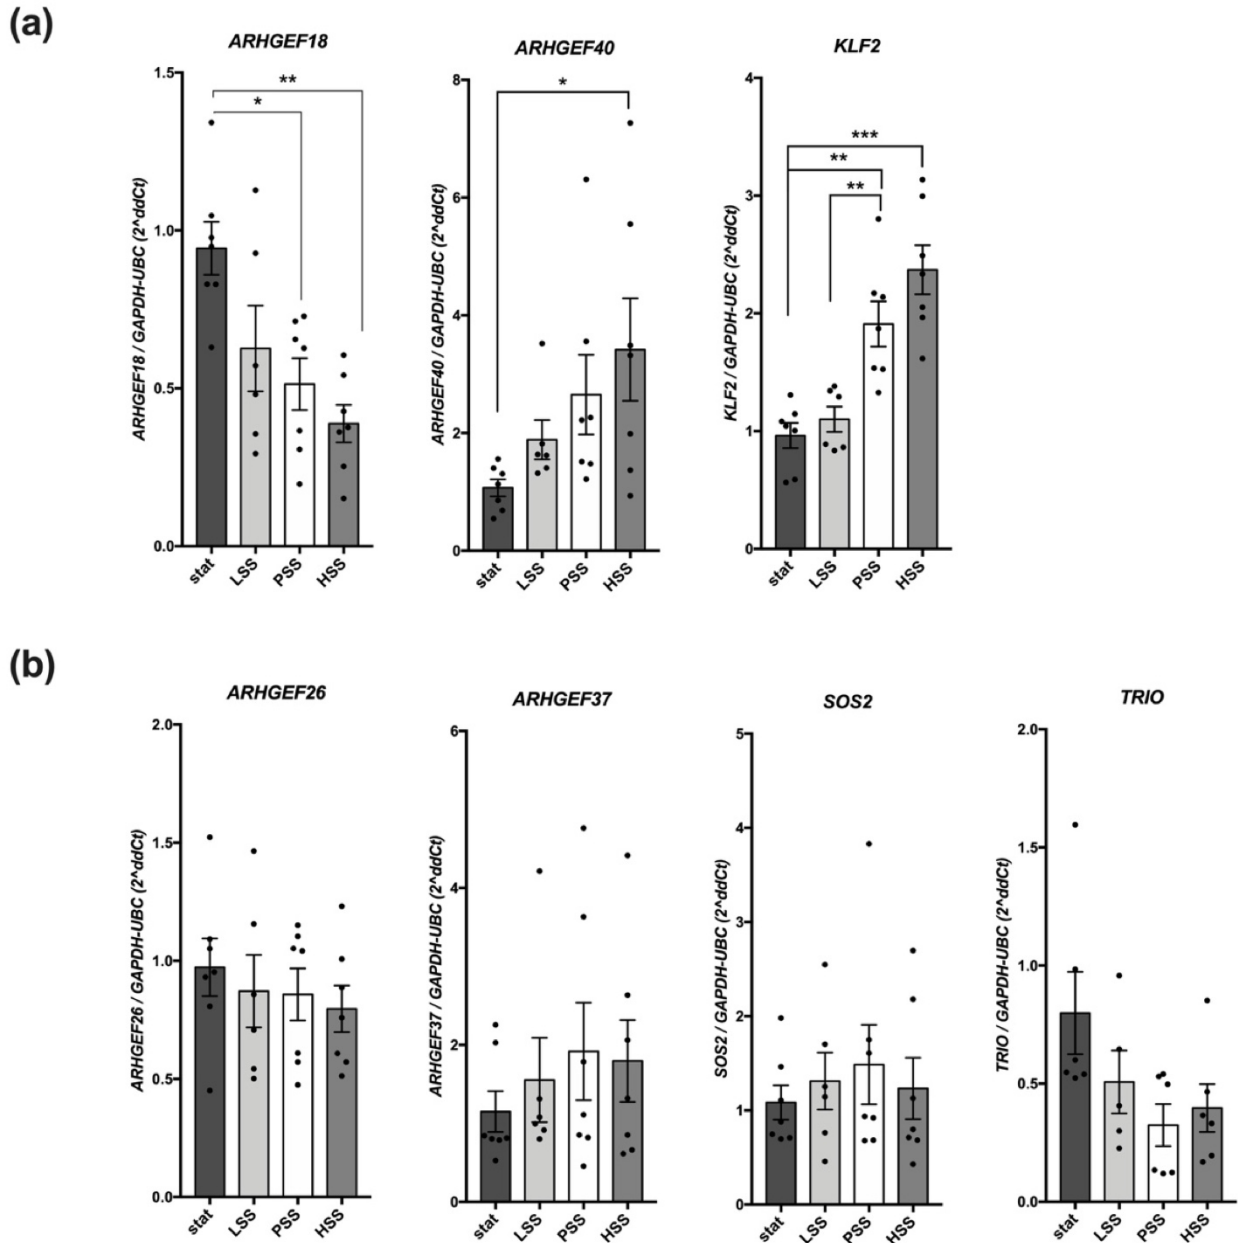 (a)
ARHGEF18
ARHGEF18 / GAPDH-UBC (2^ddCt)
1.5
1.0
0.5
0.0
**
*
stat
LSS
PSS
HSS
ARHGEF40
ARHGEF40 / GAPDH-UBC (2^ddCt)
8
6
4
2
0
*
stat
LSS
PSS
HSS
KLF2
KLF2 / GAPDH-UBC (2^ddCt)
4
3
2
1
0
***
**
**
stat
LSS
PSS
HSS
(b)
ARHGEF26
ARHGEF26 / GAPDH-UBC (2^ddCt)
2.0
1.5
1.0
0.5
0.0
stat
LSS
PSS
HSS
ARHGEF37
ARHGEF37 / GAPDH-UBC (2^ddCt)
6
4
2
0
stat
LSS
PSS
HSS
SOS2
SOS2 / GAPDH-UBC (2^ddCt)
5
4
3
2
1
0
stat
LSS
PSS
HSS
TRIO
TRIO / GAPDH-UBC (2^ddCt)
2.0
1.5
1.0
0.5
0.0
stat
LSS
PSS
HSS